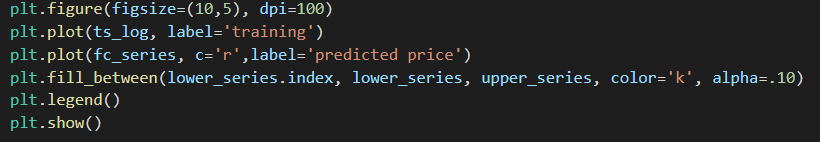 plt.figure(figsize=(10,5), dpi=100)
plt.plot(ts_log, label='training')
plt.plot(fc_series, c='r',label='predicted price')
plt.fill_between(lower_series.index, lower_series, upper_series, color='k', alpha=.10)
plt.legend()
plt.show()